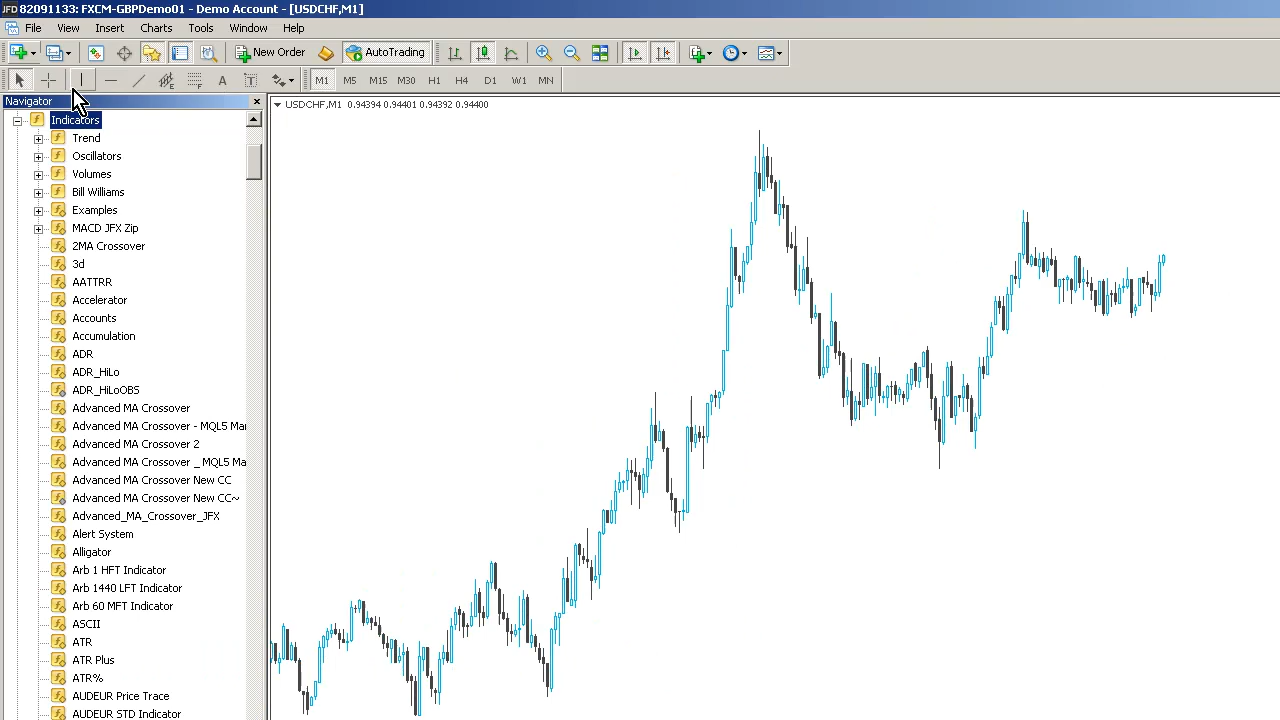 JFD 82091133: FXCM-GBPDemo01 - Demo Account - [USDCHF,M1]
File View Insert Charts Tools Window Help
New Order AutoTrading
A T M1 M5 M15 M30 H1 H4 D1 W1 MN
Navigator
USDCHF,M1 0.94394 0.94401 0.94392 0.94400
Indicators
Trend
Oscillators
Volumes
Bill Williams
Examples
MACD JFX Zip
2MA Crossover
3d
AATTRR
Accelerator
Accounts
Accumulation
ADR
ADR_HiLo
ADR_HiLoOBS
Advanced MA Crossover
Advanced MA Crossover - MQL5 Mar
Advanced MA Crossover 2
Advanced MA Crossover _ MQL5 Ma
Advanced MA Crossover New CC
Advanced MA Crossover New CC~
Advanced_MA_Crossover_JFX
Alert System
Alligator
Arb 1 HFT Indicator
Arb 1440 LFT Indicator
Arb 60 MFT Indicator
ASCII
ATR
ATR Plus
ATR%
AUDEUR Price Trace
AUDEUR STD Indicator